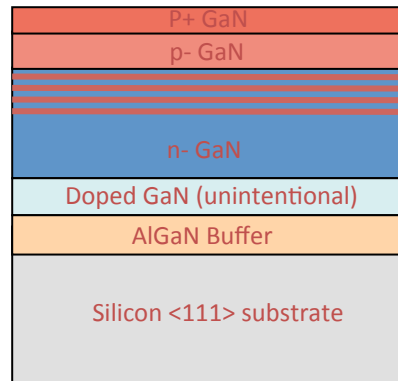 P+ GaN
p- GaN
n- GaN
Doped GaN (unintentional)
AlGaN Buffer
Silicon <111> substrate